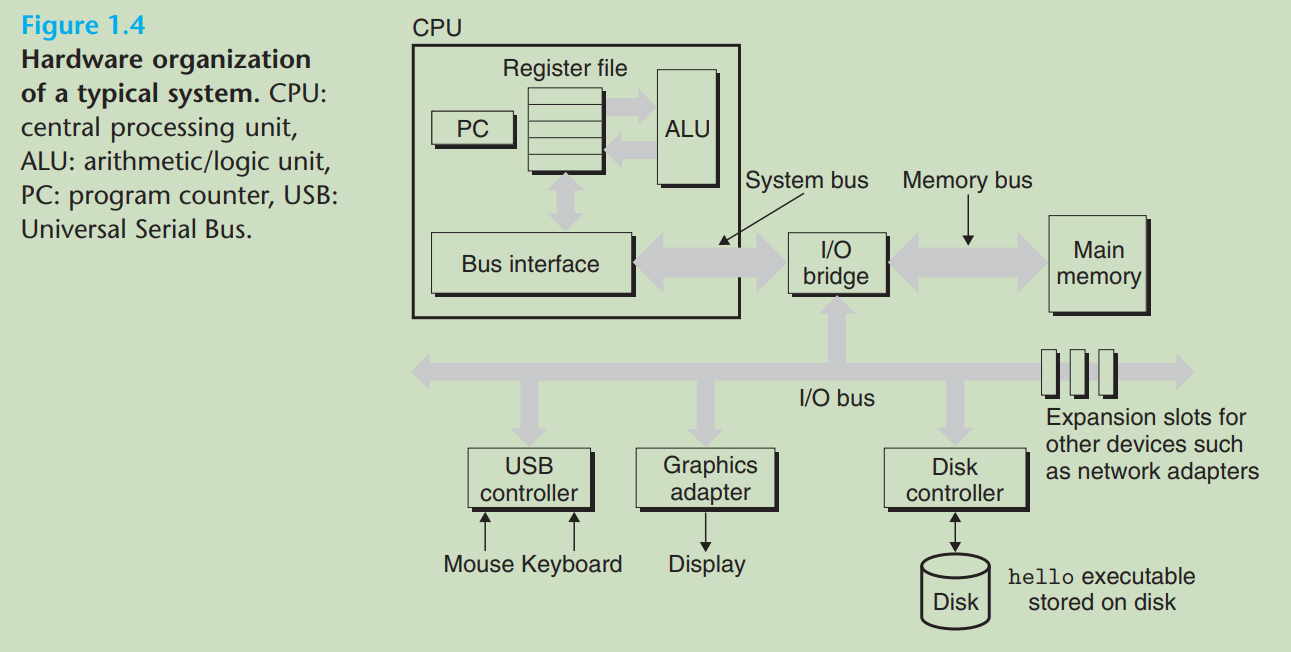 Figure 1.4
Hardware organization
of a typical system. CPU:
central processing unit,
ALU: arithmetic/logic unit,
PC: program counter, USB:
Universal Serial Bus.
CPU
Register file
PC
ALU
System bus
Memory bus
Bus interface
I/O
bridge
Main
memory
I/O bus
Expansion slots for
other devices such
as network adapters
USB
controller
Graphics
adapter
Disk
controller
Mouse Keyboard
Display
Disk
hello executable
stored on disk